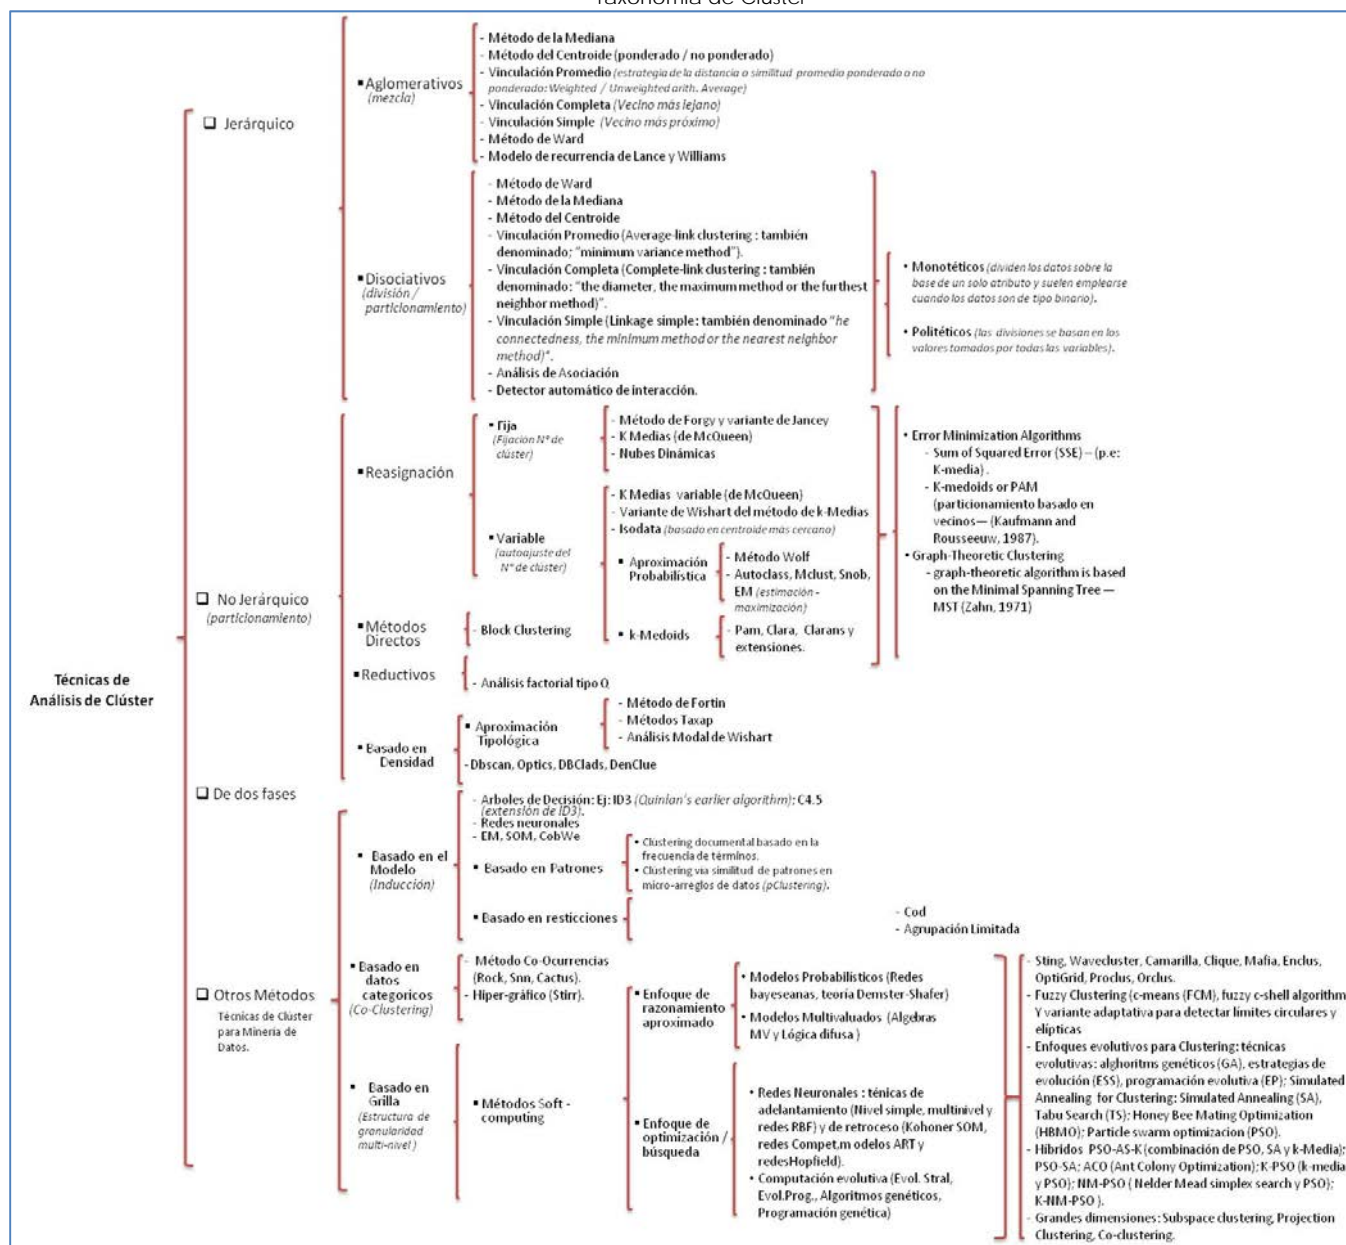 Taxonomía de Clúster
Técnicas de
Análisis de Clúster
❑ Jerárquico
▪ Aglomerativos
(mezcla)
- Método de la Mediana
- Método del Centroide (ponderado / no ponderado)
- Vinculación Promedio (estrategia de la distancia o similitud promedio ponderado o no
ponderado: Weighted / Unweighted arith. Average)
- Vinculación Completa (Vecino más lejano)
- Vinculación Simple (Vecino más próximo)
- Método de Ward
- Modelo de recurrencia de Lance y Williams
▪ Disociativos
(división /
particionamiento)
- Método de Ward
- Método de la Mediana
- Método del Centroide
- Vinculación Promedio (Average-link clustering : también
denominado; "minimum variance method").
- Vinculación Completa (Complete-link clustering : también
denominado: "the diameter, the maximum method or the furthest
neighbor method)".
- Vinculación Simple (Linkage simple: también denominado "he
connectedness, the minimum method or the nearest neighbor
method)".
- Análisis de Asociación
- Detector automático de interacción.
• Monotéticos (dividen los datos sobre la
base de un solo atributo y suelen emplearse
cuando los datos son de tipo binario).
• Politéticos (las divisiones se basan en los
valores tomados por todas las variables).
❑ No Jerárquico
(particionamiento)
▪ Reasignación
▪ Fija
(Fijación N° de
clúster)
- Método de Forgy y variante de Jancey
- K Medias (de McQueen)
- Nubes Dinámicas
▪ Variable
(autoajuste del
N° de clúster)
- K Medias variable (de McQueen)
- Variante de Wishart del método de k-Medias
- Isodata (basado en centroide más cercano)
▪ Aproximación
Probabilística
- Método Wolf
- Autoclass, Mclust, Snob,
EM (estimación -
maximización)
▪ k-Medoids
- Pam, Clara, Clarans y
extensiones.
• Error Minimization Algorithms
- Sum of Squared Error (SSE) – (p.e:
K-media) .
- K-medoids or PAM
(particionamiento basado en
vecinos— (Kaufmann and
Rousseeuw, 1987).
• Graph-Theoretic Clustering
- graph-theoretic algorithm is based
on the Minimal Spanning Tree —
MST (Zahn, 1971)
▪ Métodos
Directos
- Block Clustering
▪ Reductivos
- Análisis factorial tipo Q
▪ Basado en
Densidad
▪ Aproximación
Tipológica
- Método de Fortin
- Métodos Taxap
- Análisis Modal de Wishart
- Dbscan, Optics, DBClads, DenClue
❑ De dos fases
❑ Otros Métodos
Técnicas de Clúster
para Minería de
Datos.
▪ Basado en el
Modelo
(Inducción)
- Arboles de Decisión: Ej: ID3 (Quinlan's earlier algorithm); C4.5
(extensión de ID3).
- Redes neuronales
- EM, SOM, CobWe
▪ Basado en Patrones
• Clústering documental basado en la
frecuencia de términos.
• Clústering vía similitud de patrones en
micro-arreglos de datos (pClustering).
▪ Basado en resticciones
- Cod
- Agrupación Limitada
▪ Basado en
datos
categoricos
(Co-Clustering)
- Método Co-Ocurrencias
(Rock, Snn, Cactus).
- Hiper-gráfico (Stirr).
▪ Basado en
Grilla
(Estructura de
granularidad
multi-nivel )
▪ Métodos Soft -
computing
▪ Enfoque de
razonamiento
aproximado
• Modelos Probabilísticos (Redes
bayeseanas, teoría Demster-Shafer)
• Modelos Multivaluados (Algebras
MV y Lógica difusa )
▪ Enfoque de
optimización /
búsqueda
• Redes Neuronales : ténicas de
adelantamiento (Nivel simple, multinivel y
redes RBF) y de retroceso (Kohoner SOM,
redes Compet,m odelos ART y
redesHopfield).
• Computación evolutiva (Evol. Stral,
Evol.Prog., Algoritmos genéticos,
Programación genética)
- Sting, Wavecluster, Camarilla, Clique, Mafia, Enclus,
OptiGrid, Proclus, Orclus.
- Fuzzy Clustering (c-means (FCM), fuzzy c-shell algorithm
Y variante adaptativa para detectar límites circulares y
elípticas
- Enfoques evolutivos para Clustering: técnicas
evolutivas: alghoritms genéticos (GA), estrategias de
evolución (ESS), programación evolutiva (EP); Simulated
Annealing for Clustering: Simulated Annealing (SA),
Tabu Search (TS); Honey Bee Mating Optimization
(HBMO); Particle swarm optimizacion (PSO).
- Híbridos PSO-AS-K (combinación de PSO, SA y k-Media);
PSO-SA; ACO (Ant Colony Optimization); K-PSO (k-media
y PSO); NM-PSO ( Nelder Mead simplex search y PSO);
K-NM-PSO ).
- Grandes dimensiones: Subspace clustering, Projection
Clustering, Co-clustering.